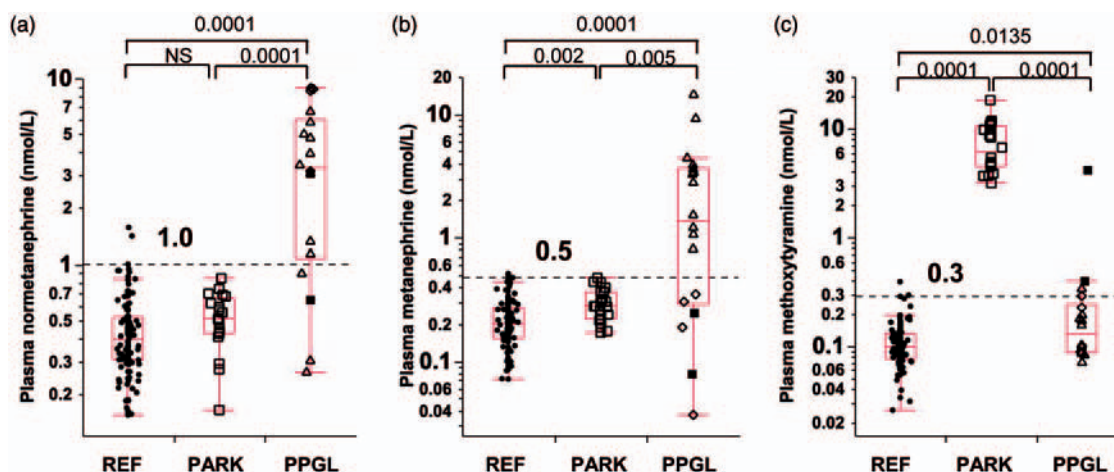 (a)
0.0001
NS
0.0001
Plasma normetanephrine (nmol/L)
10
5
2
1
0.7
0.5
0.3
0.2
1.0
REF
PARK
PPGL
(b)
0.0001
0.002
0.005
Plasma metanephrine (nmol/L)
20
10
4
2
1
0.6
0.4
0.2
0.1
0.06
0.04
0.5
REF
PARK
PPGL
(c)
0.0135
0.0001
0.0001
Plasma methoxytyramine (nmol/L)
30
20
10
6
3
2
1
0.6
0.3
0.2
0.1
0.06
0.04
0.02
0.3
REF
PARK
PPGL